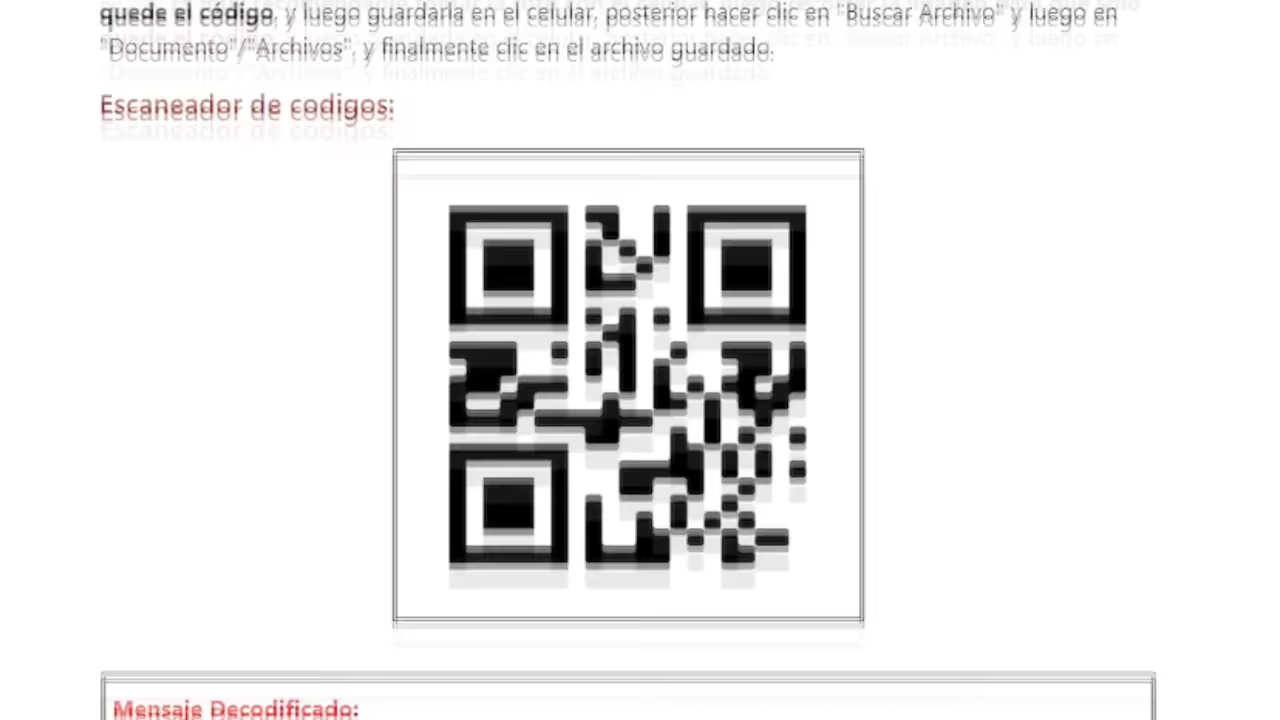 quede el código, y luego guardarla en el celular, posterior hacer clic en "Buscar Archivo" y luego en
"Documento"/"Archivos", y finalmente clic en el archivo guardado.
Escaneador de codigos:
Mensaje Decodificado: